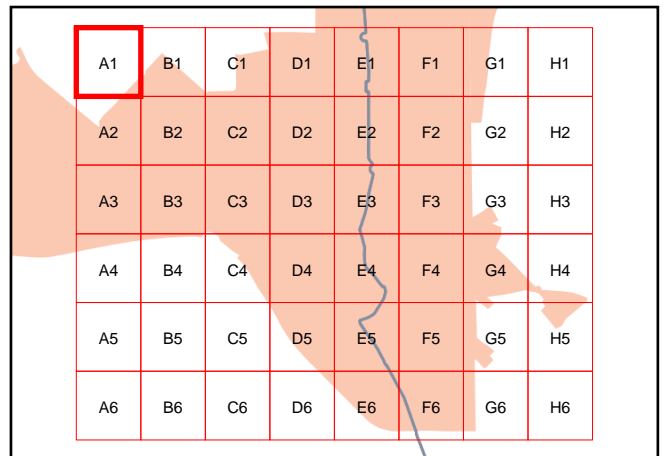 A1 B1 C1 D1 E1 F1 G1 H1
A2 B2 C2 D2 E2 F2 G2 H2
A3 B3 C3 D3 E3 F3 G3 H3
A4 B4 C4 D4 E4 F4 G4 H4
A5 B5 C5 D5 E5 F5 G5 H5
A6 B6 C6 D6 E6 F6 G6 H6